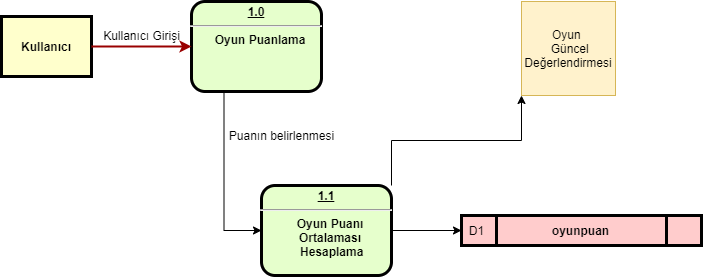 1.0
Oyun Puanlama
Kullanıcı
Kullanıcı Girişi
Oyun
Güncel
Değerlendirmesi
Puanın belirlenmesi
1.1
Oyun Puanı
Ortalaması
Hesaplama
D1
oyunpuan